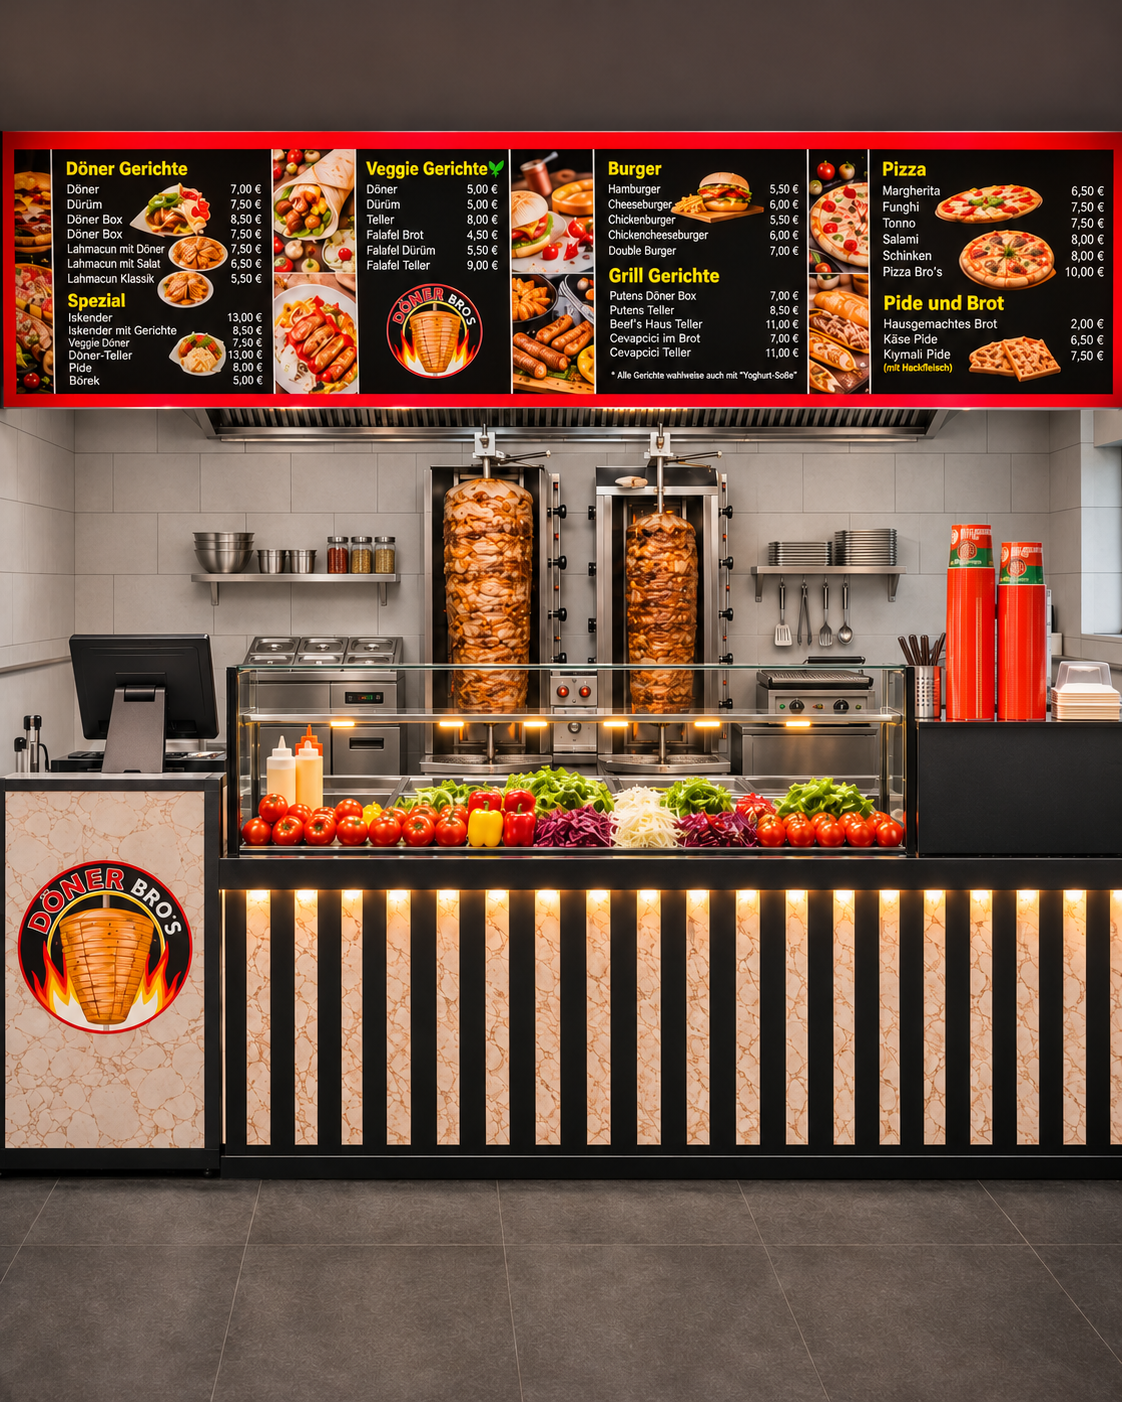 Döner Gerichte
Döner 7,00 €
Dürüm 7,50 €
Döner Box 8,50 €
Döner Box 7,50 €
Lahmacun mit Döner 7,50 €
Lahmacun mit Salat 6,50 €
Lahmacun Klassik 5,50 €
Spezial
Iskender 13,00 €
Iskender mit Gerichte 8,50 €
Veggie Döner 7,50 €
Döner-Teller 13,00 €
Pide 8,00 €
Börek 5,00 €
Veggie Gerichte
Döner 5,00 €
Dürüm 5,00 €
Teller 8,00 €
Falafel Brot 4,50 €
Falafel Dürüm 5,50 €
Falafel Teller 9,00 €
DÖNER BRO'S
Burger
Hamburger 5,50 €
Cheeseburger 6,00 €
Chickenburger 5,50 €
Chickencheeseburger 6,00 €
Double Burger 7,00 €
Grill Gerichte
Putens Döner Box 7,00 €
Putens Teller 8,50 €
Beef's Haus Teller 11,00 €
Cevapcici im Brot 7,00 €
Cevapcici Teller 11,00 €
* Alle Gerichte wahlweise auch mit "Yoghurt-Soße"
Pizza
Margherita 6,50 €
Funghi 7,50 €
Tonno 7,50 €
Salami 8,00 €
Schinken 8,00 €
Pizza Bro's 10,00 €
Pide und Brot
Hausgemachtes Brot 2,00 €
Käse Pide 6,50 €
Kıymalı Pide 7,50 €
(mit Hackfleisch)
DÖNER BRO'S